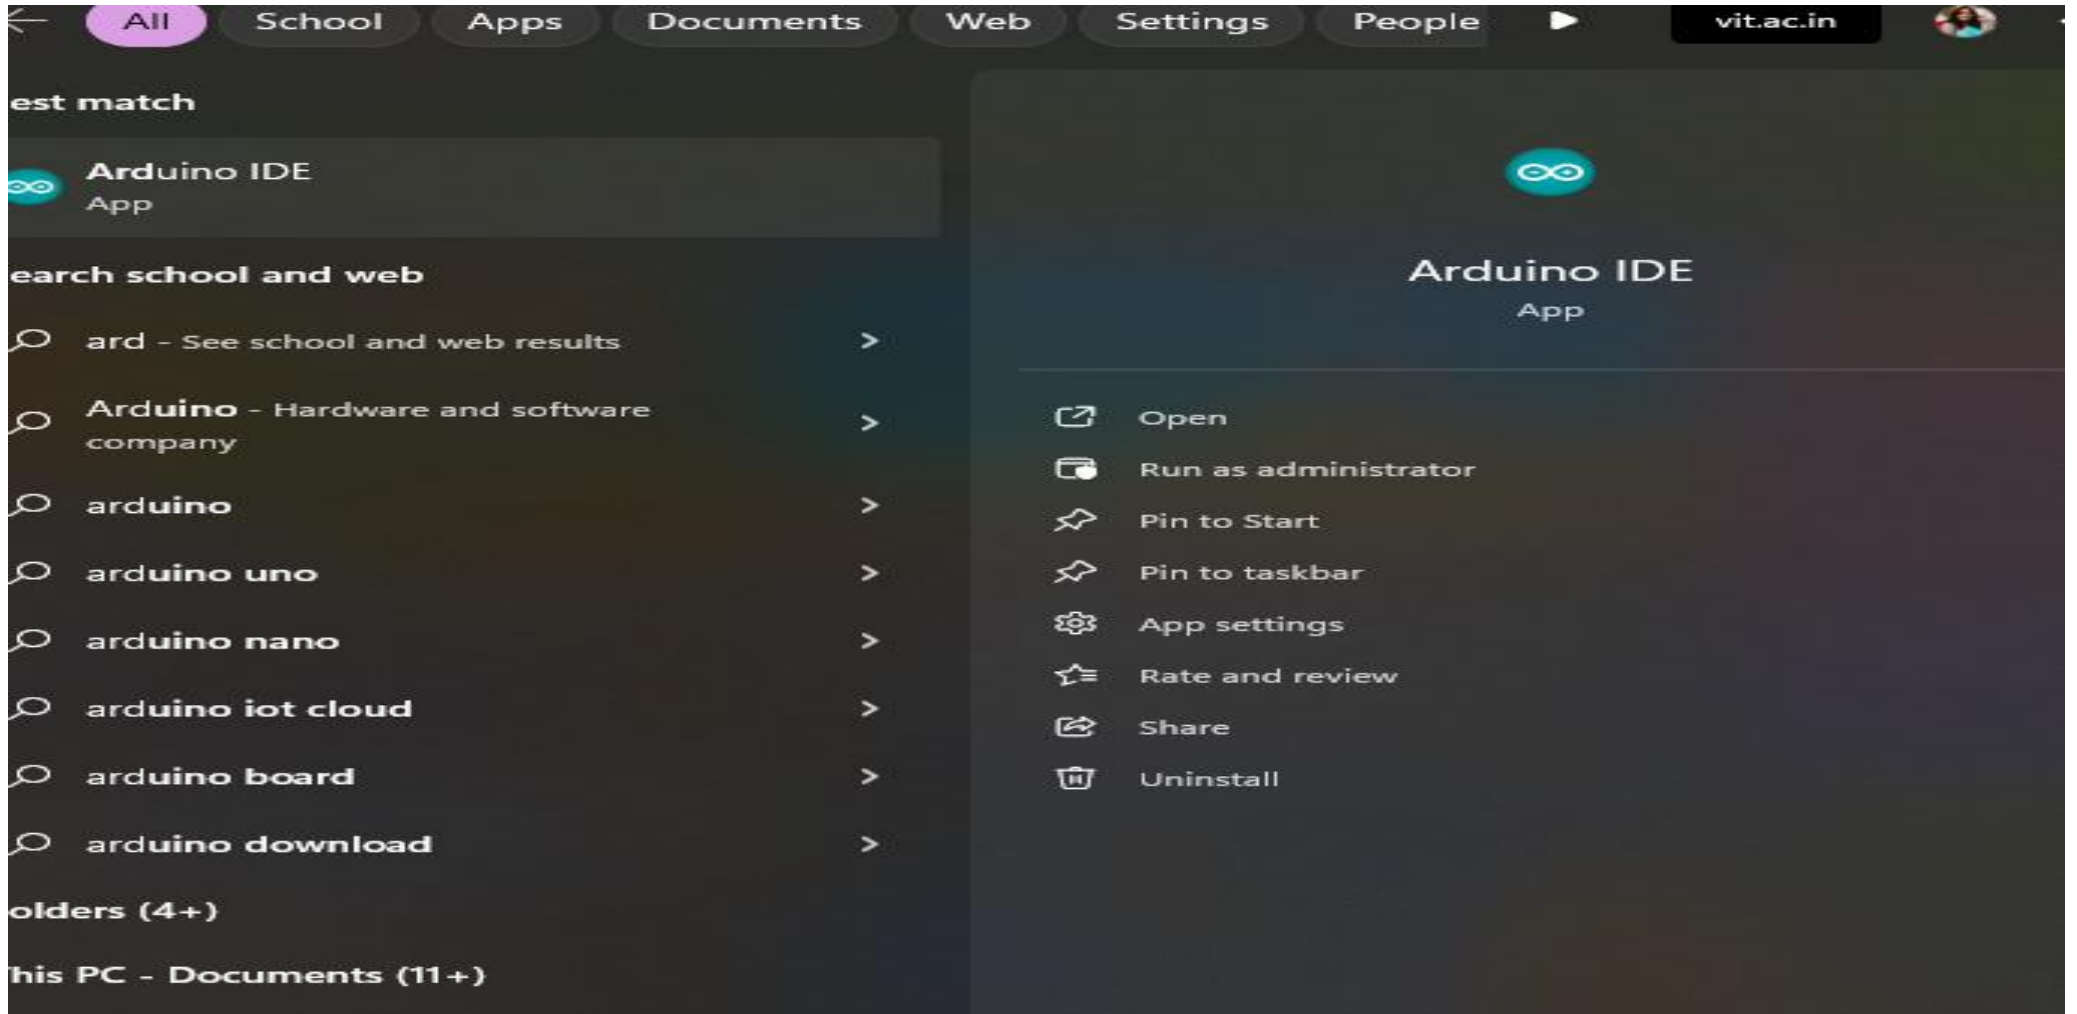 All School Apps Documents Web Settings People vit.ac.in
est match
Arduino IDE
App
earch school and web
ard - See school and web results
Arduino - Hardware and software
company
arduino
arduino uno
arduino nano
arduino iot cloud
arduino board
arduino download
olders (4+)
his PC - Documents (11+)
Arduino IDE
App
Open
Run as administrator
Pin to Start
Pin to taskbar
App settings
Rate and review
Share
Uninstall